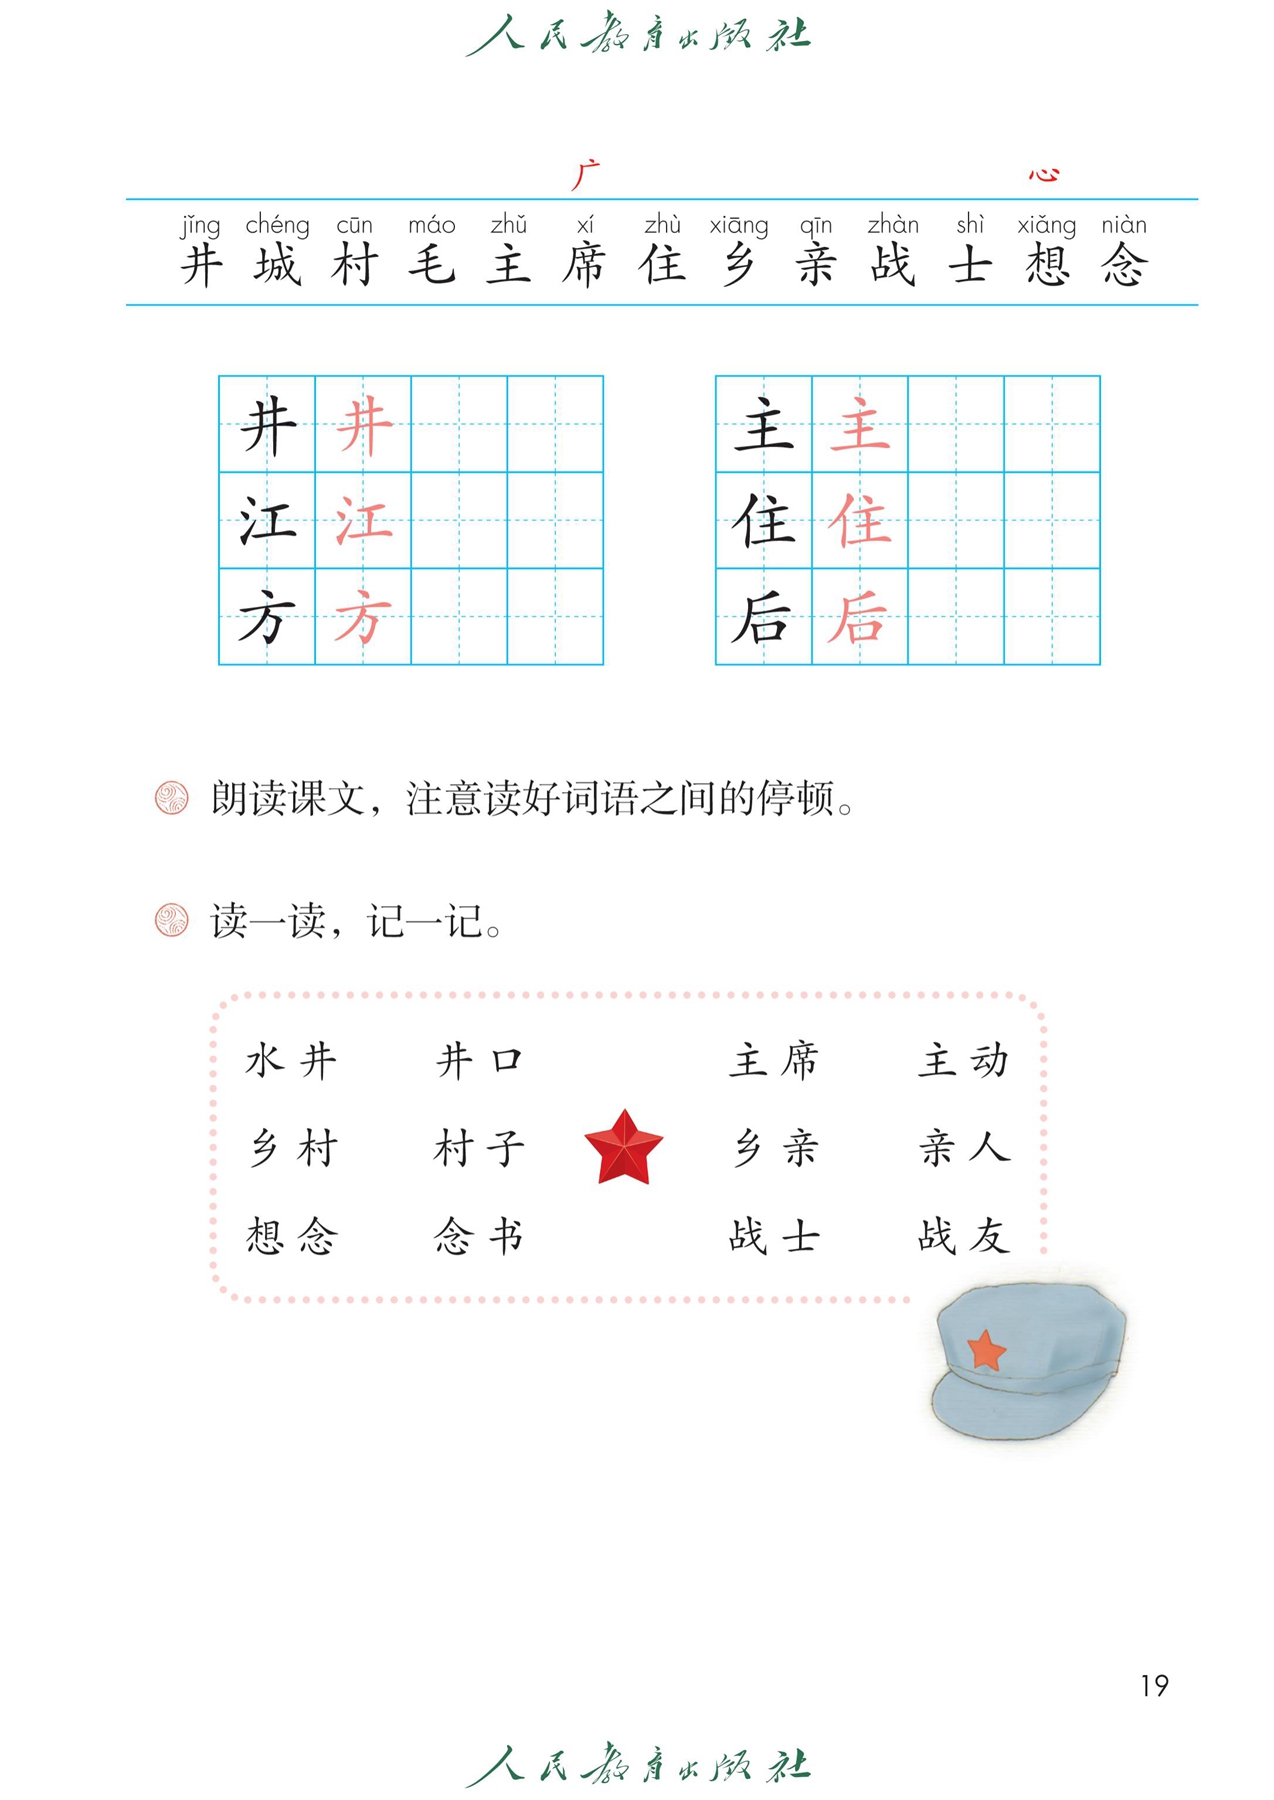 人民教育出版社
广 心
jǐng chéng cūn máo zhǔ xí zhù xiāng qīn zhàn shì xiǎng niàn
井 城 村 毛 主 席 住 乡 亲 战 士 想 念
井 井 主 主
江 江 住 住
方 方 后 后
朗读课文，注意读好词语之间的停顿。
读一读，记一记。
水井 井口 主席 主动
乡村 村子 乡亲 亲人
想念 念书 战士 战友
19
人民教育出版社